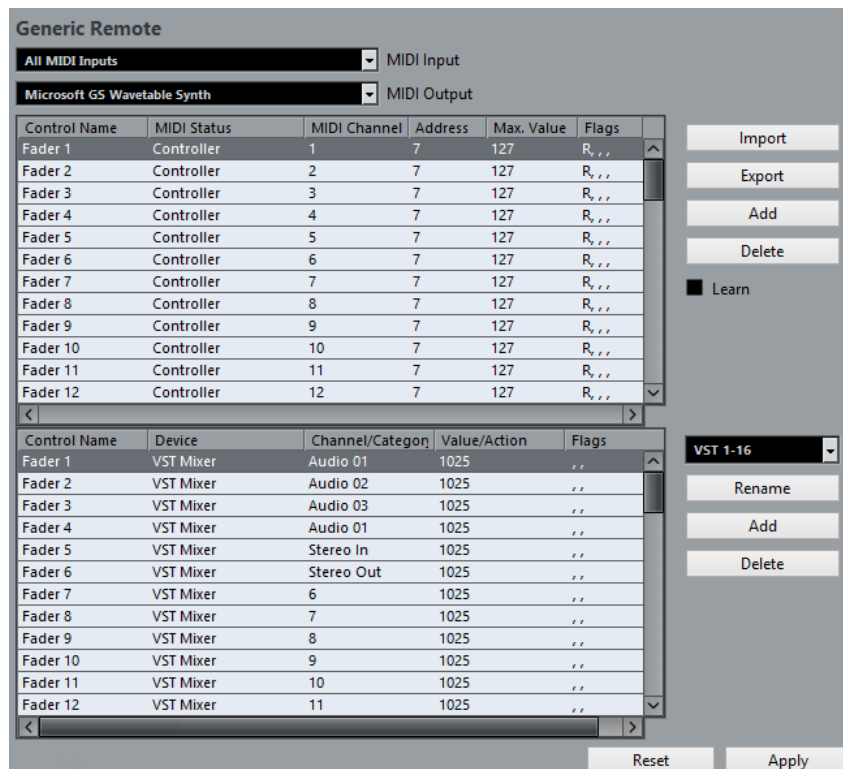 Generic Remote
All MIDI Inputs MIDI Input
Microsoft GS Wavetable Synth MIDI Output
Control Name MIDI Status MIDI Channel Address Max. Value Flags
Fader 1 Controller 1 7 127 R, , ,
Fader 2 Controller 2 7 127 R, , ,
Fader 3 Controller 3 7 127 R, , ,
Fader 4 Controller 4 7 127 R, , ,
Fader 5 Controller 5 7 127 R, , ,
Fader 6 Controller 6 7 127 R, , ,
Fader 7 Controller 7 7 127 R, , ,
Fader 8 Controller 8 7 127 R, , ,
Fader 9 Controller 9 7 127 R, , ,
Fader 10 Controller 10 7 127 R, , ,
Fader 11 Controller 11 7 127 R, , ,
Fader 12 Controller 12 7 127 R, , ,
Import
Export
Add
Delete
Learn
Control Name Device Channel/Categor Value/Action Flags
Fader 1 VST Mixer Audio 01 1025 , ,
Fader 2 VST Mixer Audio 02 1025 , ,
Fader 3 VST Mixer Audio 03 1025 , ,
Fader 4 VST Mixer Audio 01 1025 , ,
Fader 5 VST Mixer Stereo In 1025 , ,
Fader 6 VST Mixer Stereo Out 1025 , ,
Fader 7 VST Mixer 6 1025 , ,
Fader 8 VST Mixer 7 1025 , ,
Fader 9 VST Mixer 8 1025 , ,
Fader 10 VST Mixer 9 1025 , ,
Fader 11 VST Mixer 10 1025 , ,
Fader 12 VST Mixer 11 1025 , ,
VST 1-16
Rename
Add
Delete
Reset Apply